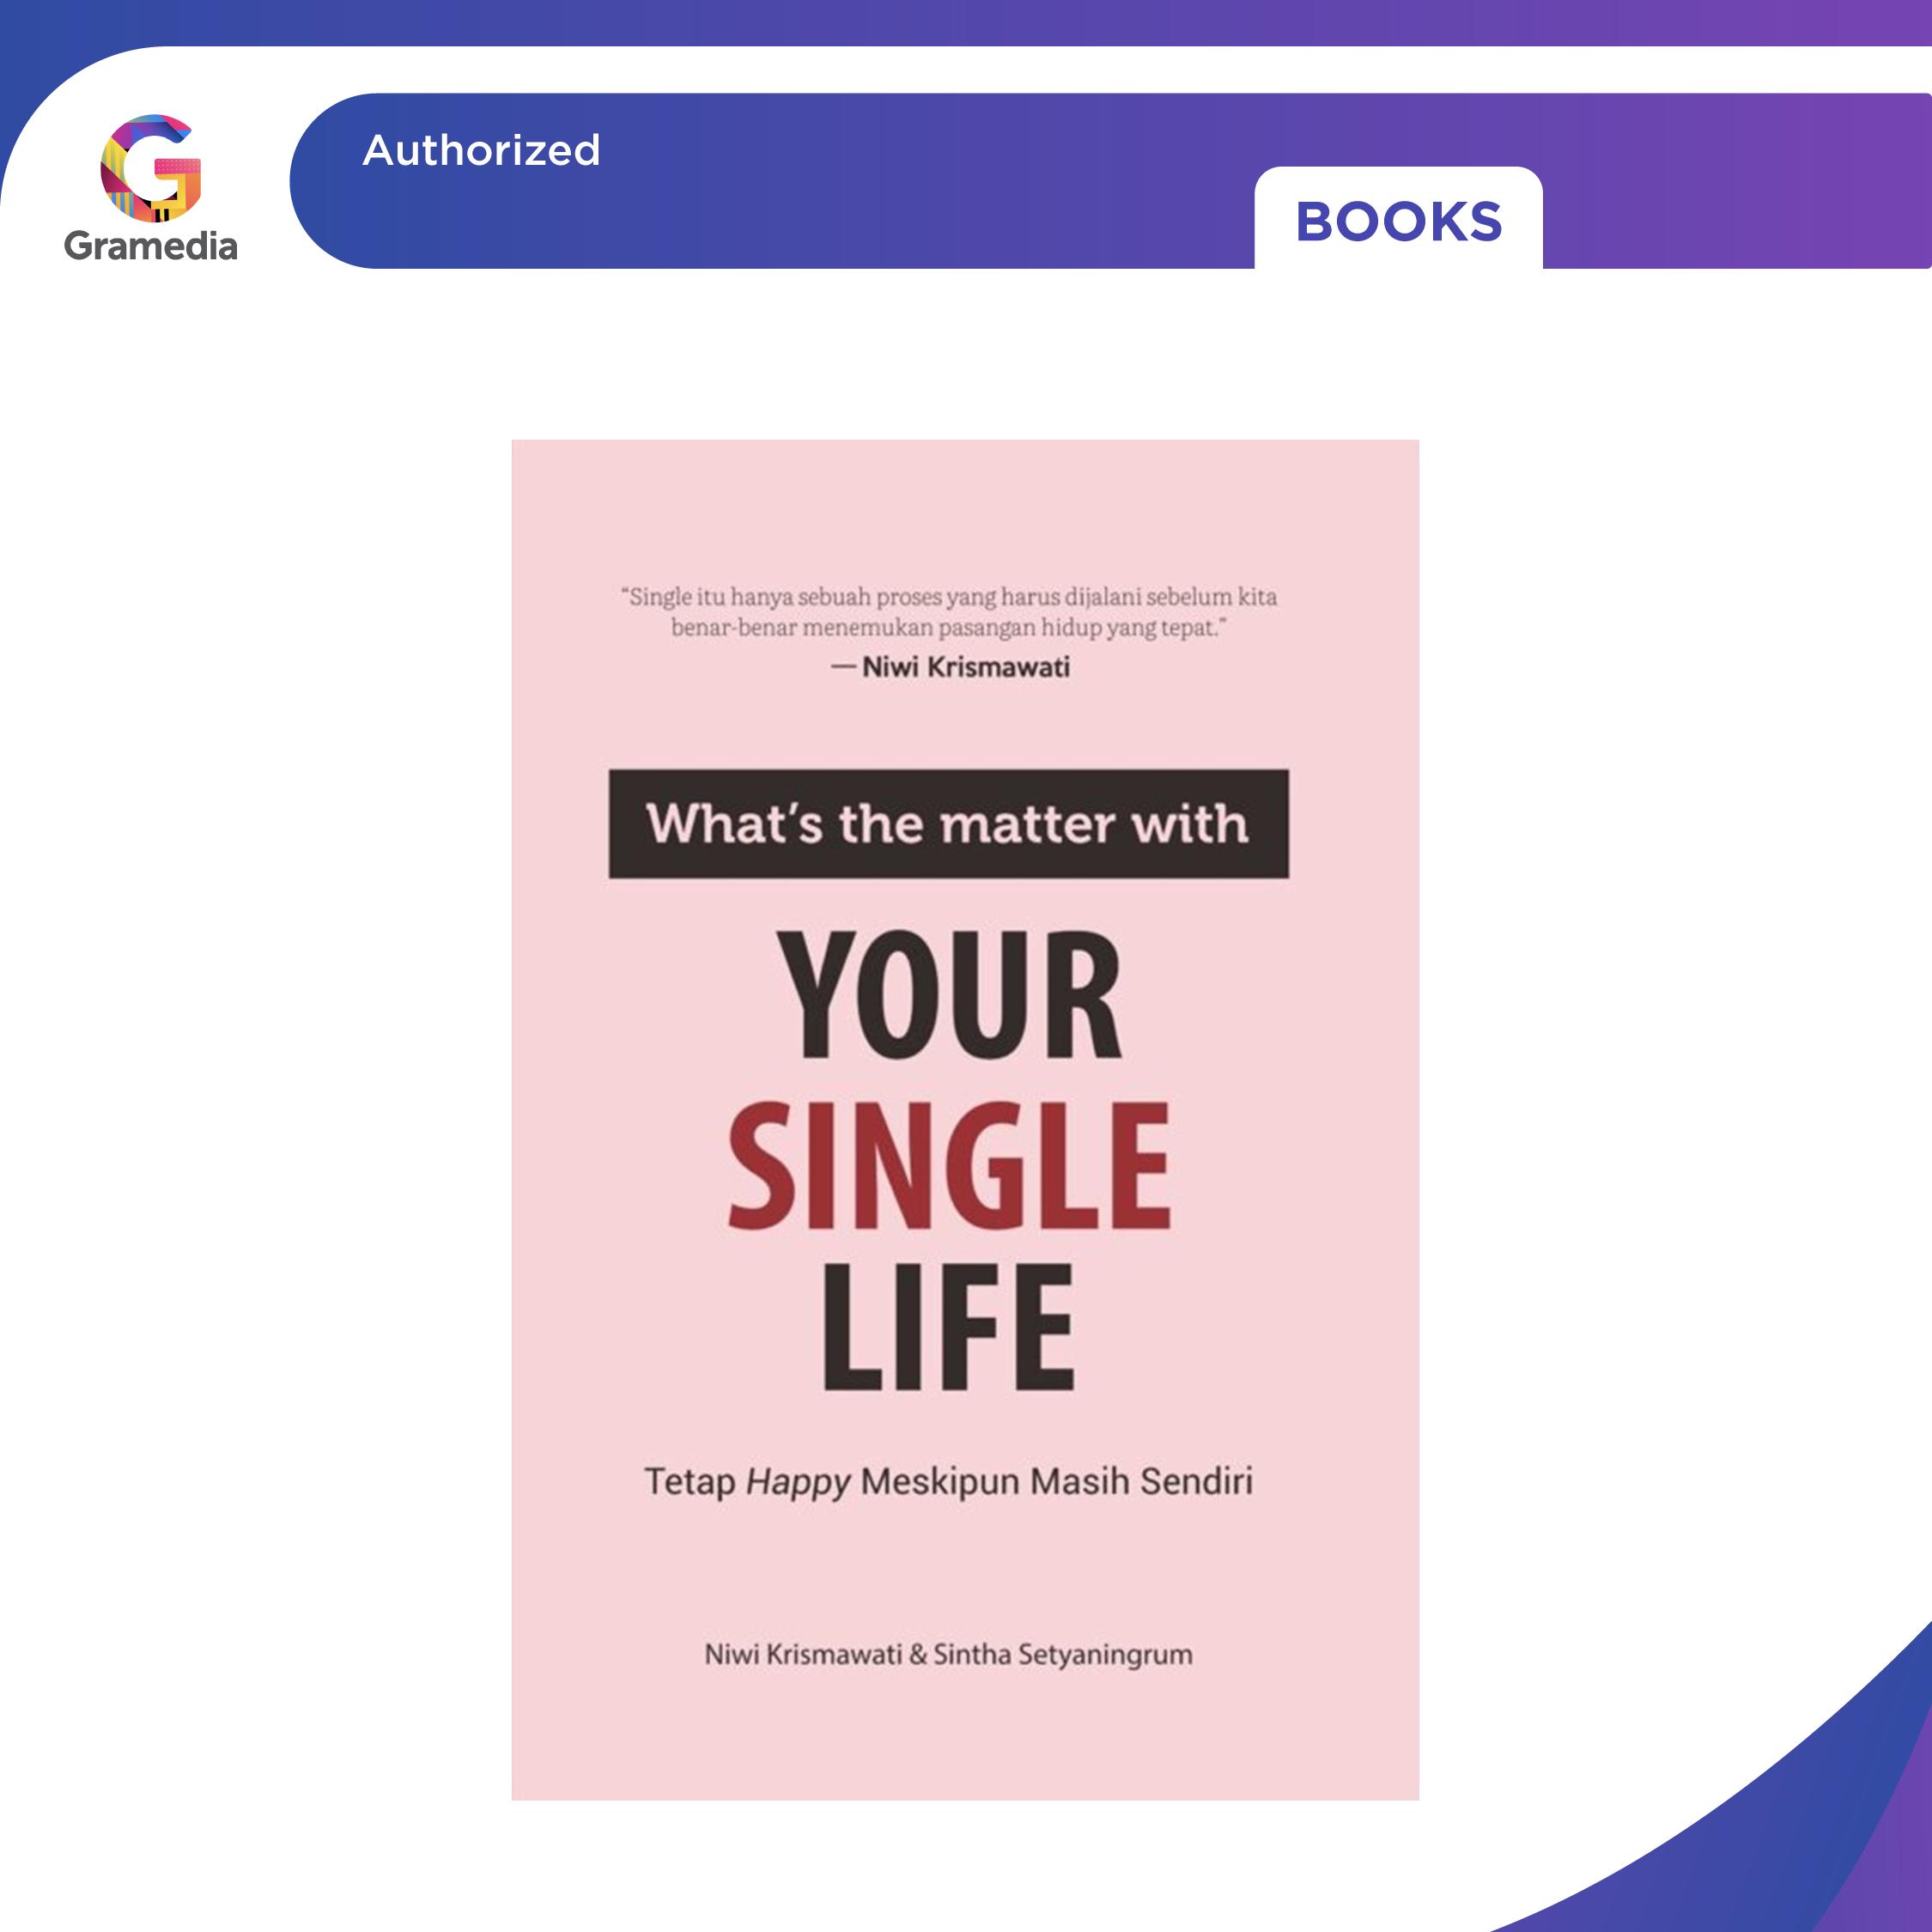 Authorized
Gramedia
BOOKS
“Single itu hanya sebuah proses yang harus dijalani sebelum kita
benar-benar menemukan pasangan hidup yang tepat.”
— Niwi Krismawati
What’s the matter with
YOUR
SINGLE
LIFE
Tetap Happy Meskipun Masih Sendiri
Niwi Krismawati & Sintha Setyaningrum